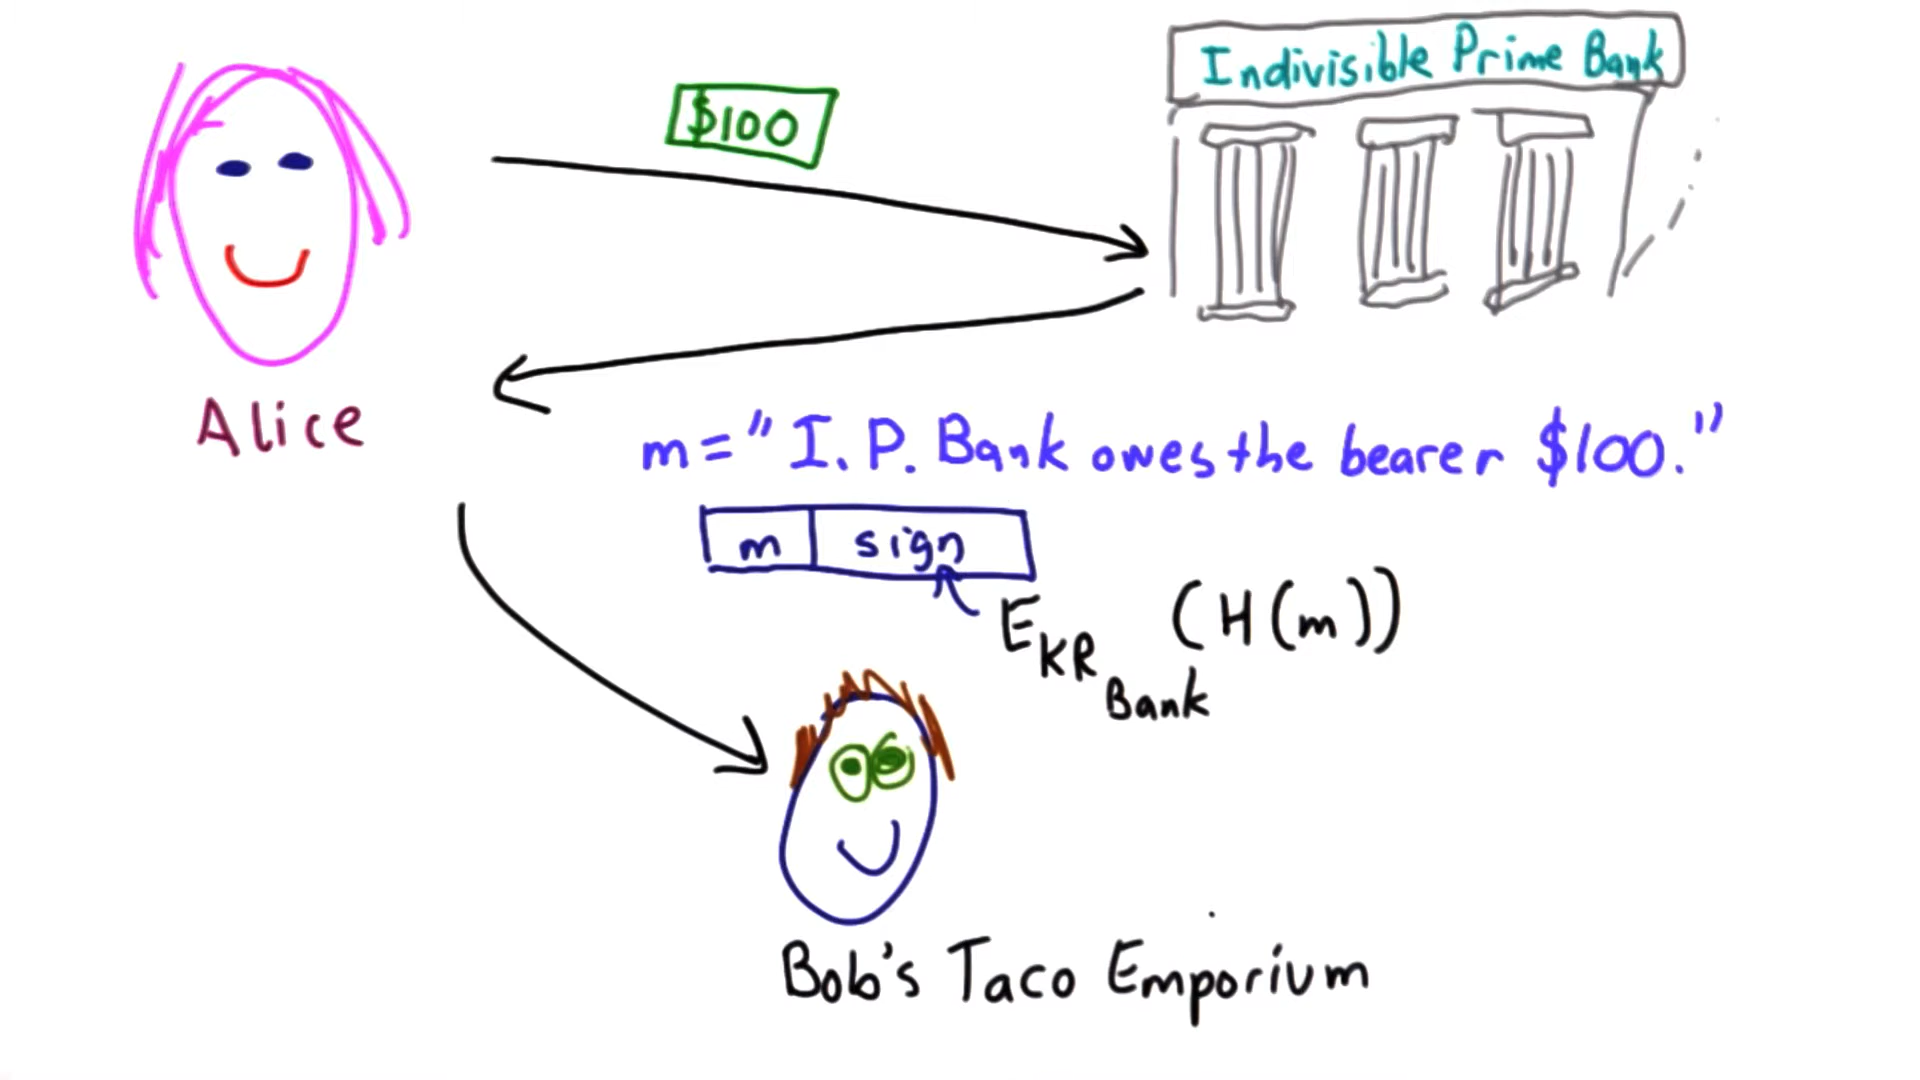 Indivisible Prime Bank
$100
Alice
m = "I. P. Bank owes the bearer $100."
m sign
E KR Bank (H(m))
Bob's Taco Emporium